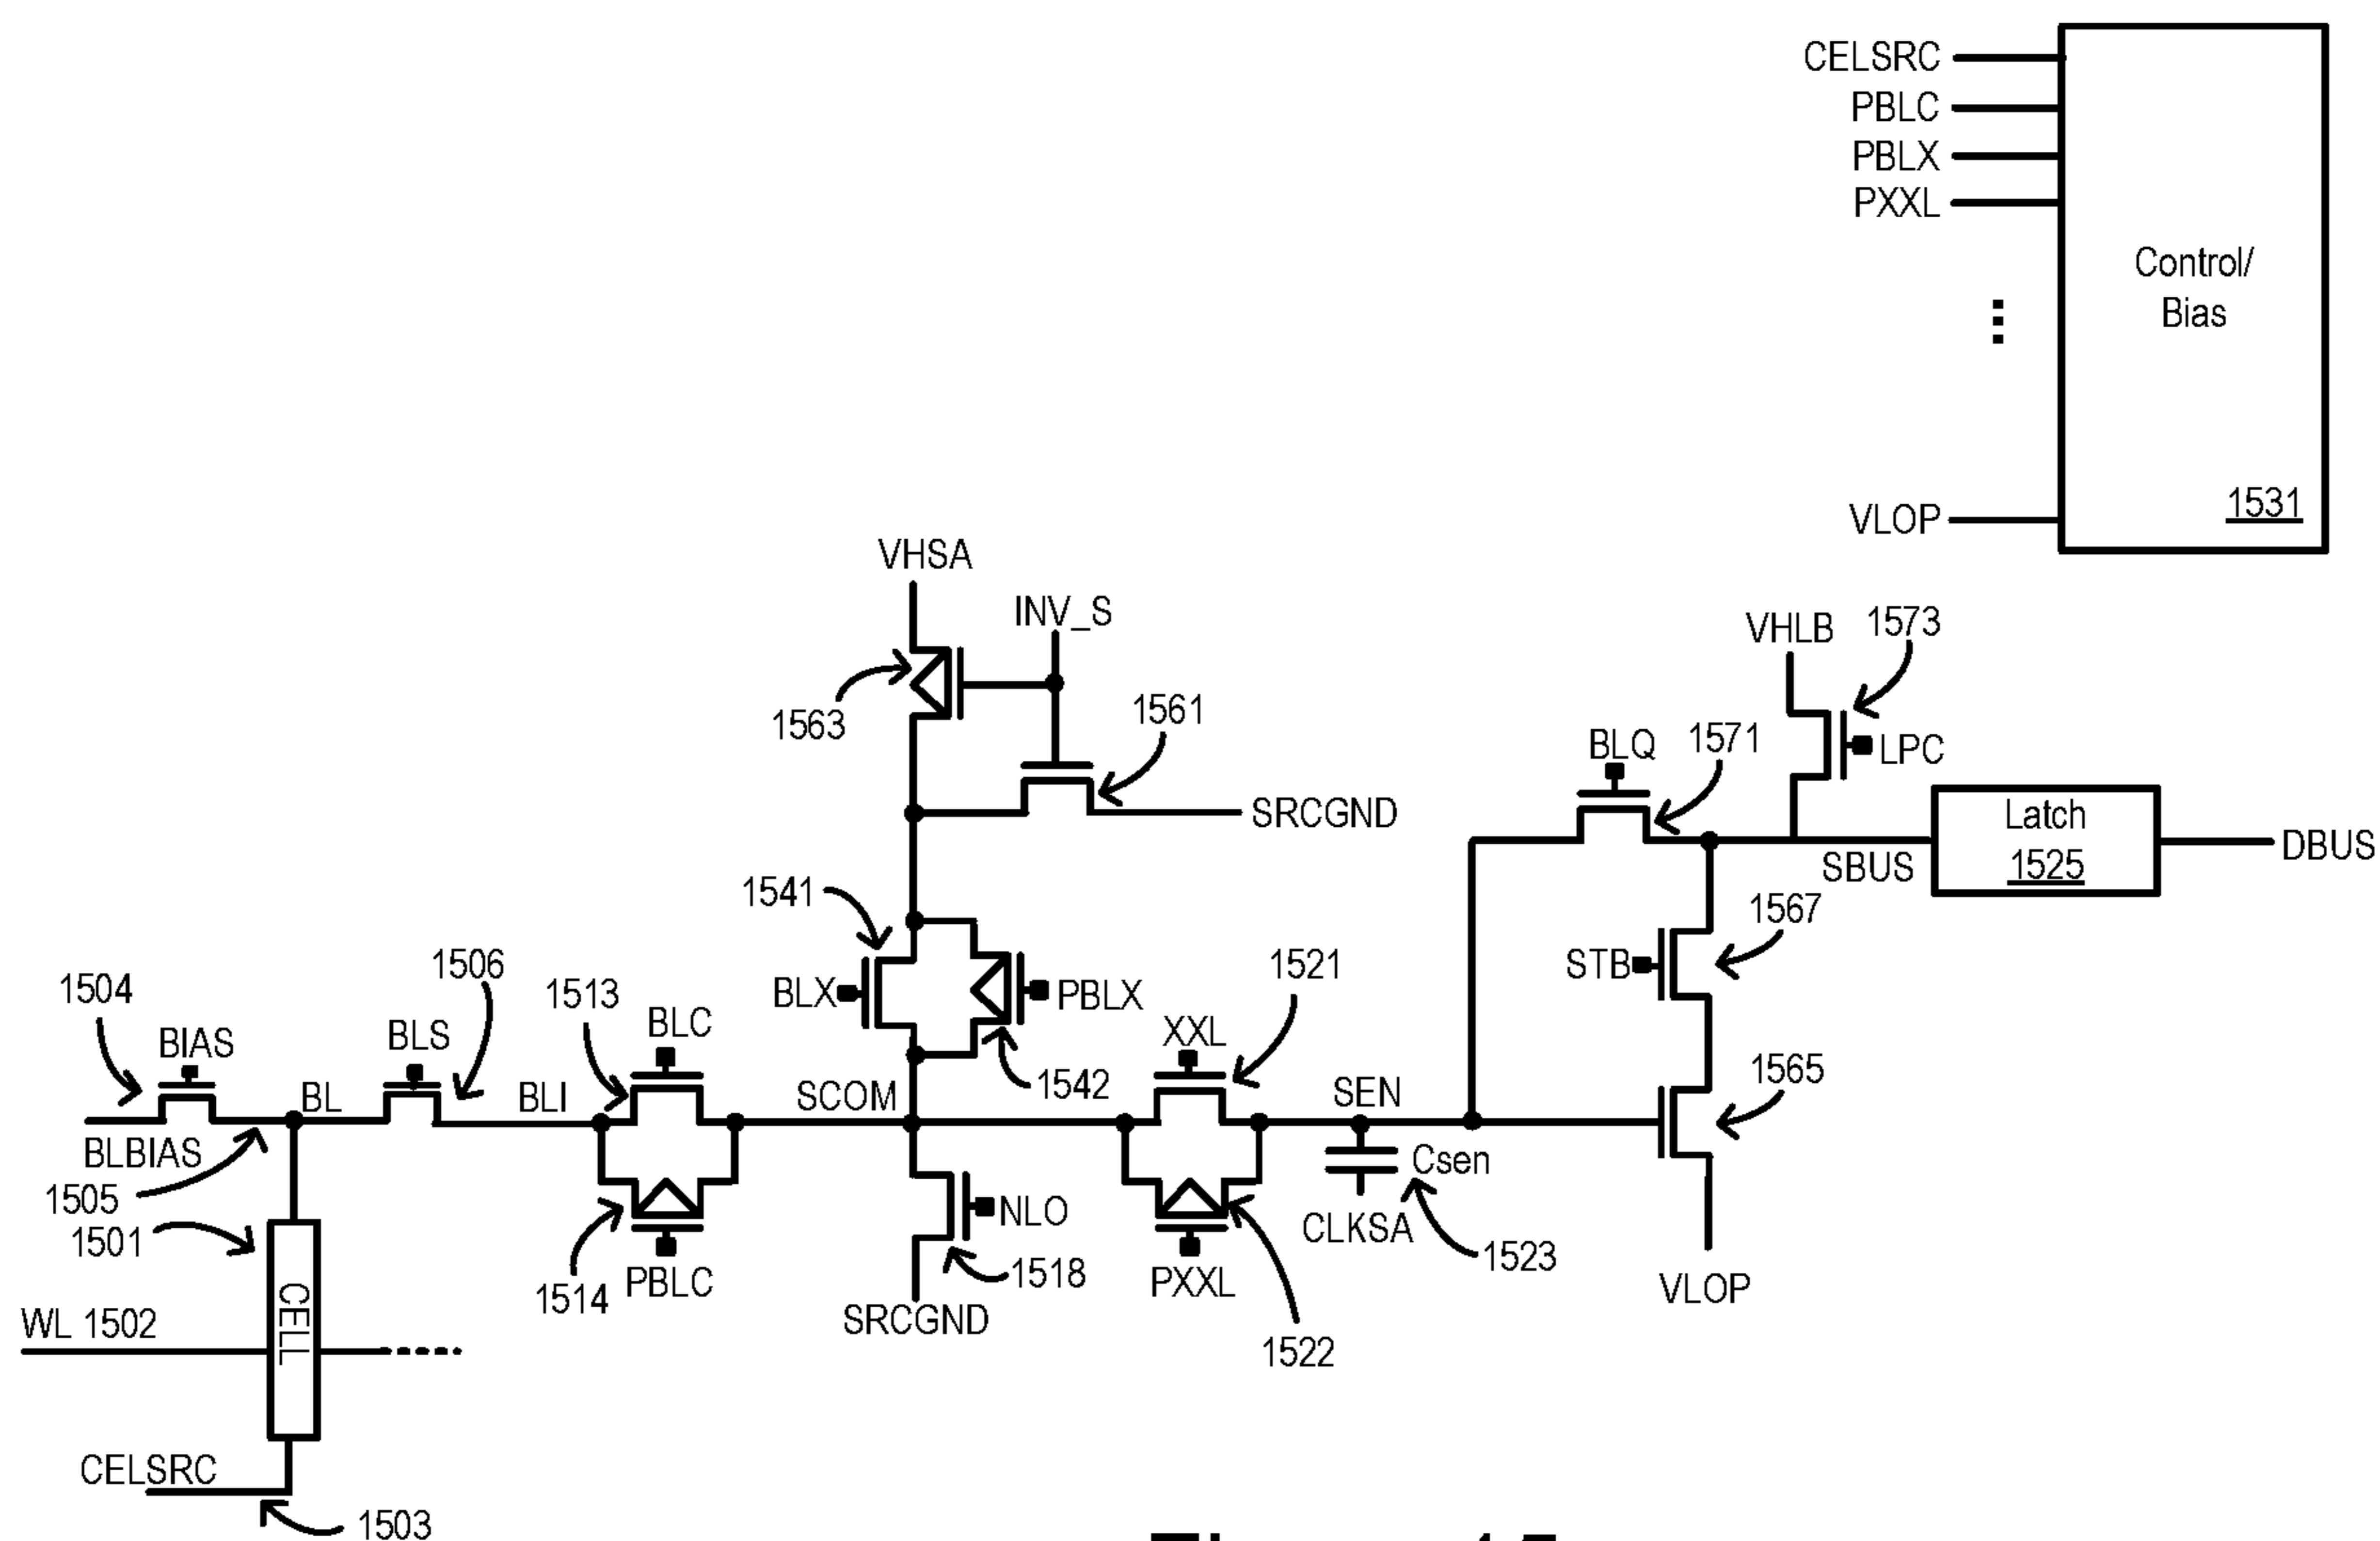 CELSRC
PBLC
PBLX
PXXL
Control/
Bias
VLOP
1531
VHSA
INV_S
VHLB
1573
1563
1561
BLQ
1571
LPC
SRCGND
Latch
1525
SBUS
DBUS
1541
1567
1504
1506
1513
BLX
PBLX
1521
STB
BIAS
BLS
BLC
XXL
1542
1565
BL
BLI
SCOM
SEN
BLBIAS
Csen
1505
1501
NLO
CLKSA
1523
1514
PBLC
1518
PXXL
VLOP
SRCGND
WL 1502
CELL
1522
CELSRC
1503